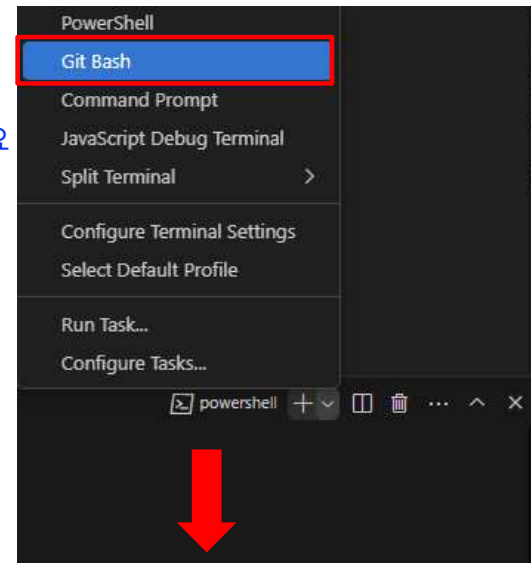 PowerShell
Git Bash
Command Prompt
요
JavaScript Debug Terminal
Split Terminal
Configure Terminal Settings
Select Default Profile
Run Task...
Configure Tasks...
powershell